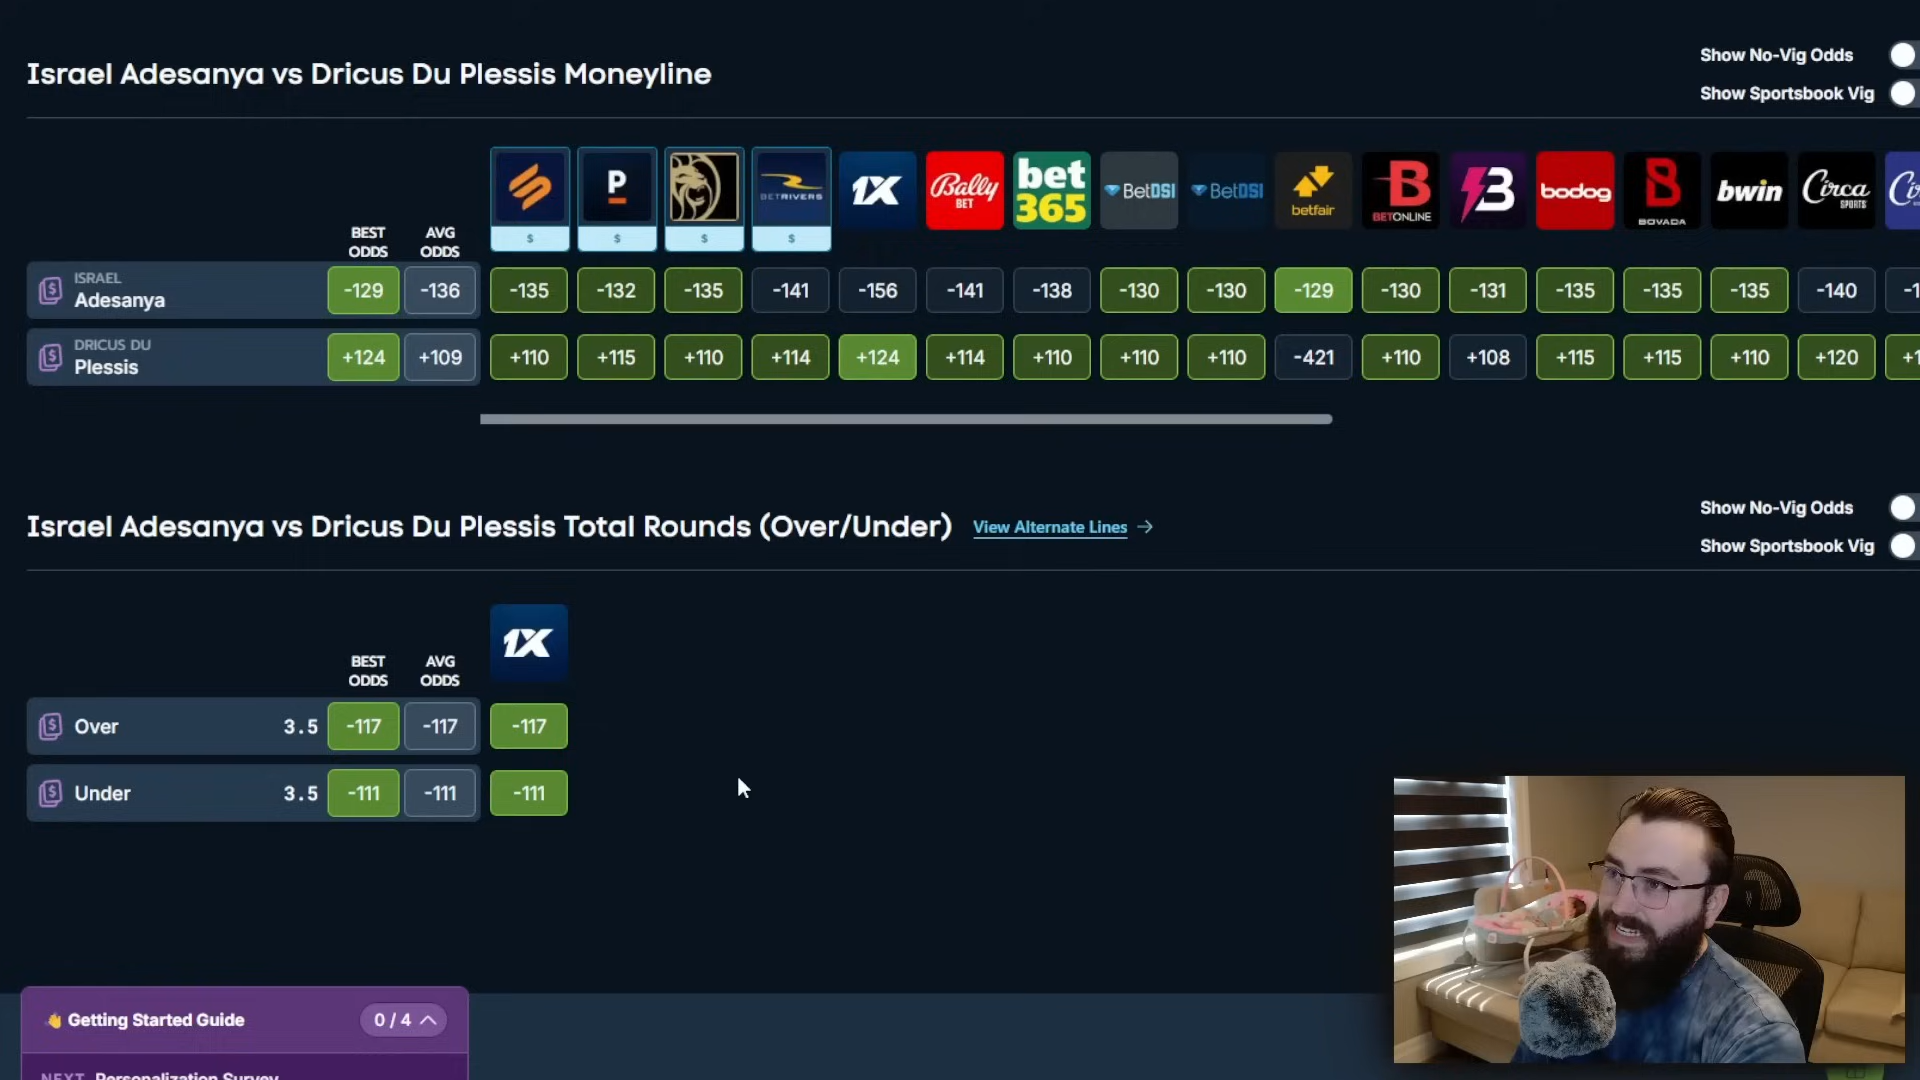 Israel Adesanya vs Dricus Du Plessis Moneyline
Show No-Vig Odds
Show Sportsbook Vig
BEST ODDS
AVG ODDS
P
BETRIVERS
1X
Bally BET
bet365
BetDSI
BetDSI
betfair
B BETONLINE
B
bodog
B BOVADA
bwin
Circa SPORTS
$ $ $ $
ISRAEL
Adesanya
-129 -136 -135 -132 -135 -141 -156 -141 -138 -130 -130 -129 -130 -131 -135 -135 -135 -140 -1
DRICUS DU
Plessis
+124 +109 +110 +115 +110 +114 +124 +114 +110 +110 +110 -421 +110 +108 +115 +115 +110 +120 +1
Israel Adesanya vs Dricus Du Plessis Total Rounds (Over/Under) View Alternate Lines →
Show No-Vig Odds
Show Sportsbook Vig
BEST ODDS
AVG ODDS
1X
Over 3.5 -117 -117 -117
Under 3.5 -111 -111 -111
Getting Started Guide 0 / 4
NEXT Personalization Survey